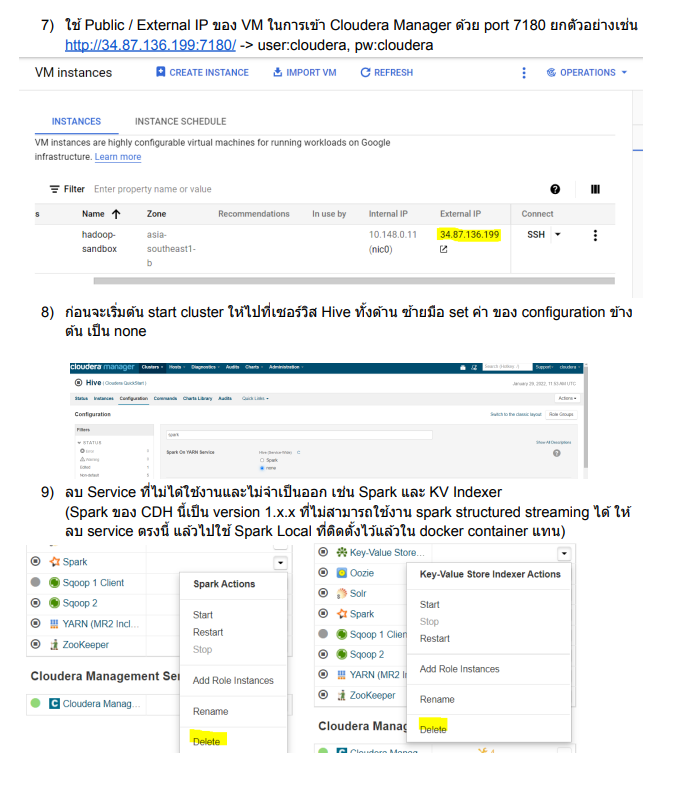 7) ใช้ Public / External IP ของ VM ในการเข้า Cloudera Manager ด้วย port 7180 ยกตัวอย่างเช่น
http://34.87.136.199:7180/ -> user:cloudera, pw:cloudera
VM instances CREATE INSTANCE IMPORT VM REFRESH OPERATIONS
INSTANCES INSTANCE SCHEDULE
VM instances are highly configurable virtual machines for running workloads on Google
infrastructure. Learn more
Filter Enter property name or value
s Name Zone Recommendations In use by Internal IP External IP Connect
hadoop- asia- 10.148.0.11 34.87.136.199 SSH
sandbox southeast1- (nic0)
b
8) ก่อนจะเริ่มต้น start cluster ให้ไปที่เซอร์วิส Hive ทั้งด้าน ซ้ายมือ set ค่า ของ configuration ข้าง
ต้น เป็น none
cloudera manager Clusters Hosts Diagnostics Audits Charts Administration Search (Hotkey: /) Support cloudera
Hive (Cloudera QuickStart) January 29, 2022, 11:53 AM UTC
Status Instances Configuration Commands Charts Library Audits Quick Links Actions
Configuration Switch to the classic layout Role Groups
Filters
spark
STATUS
Show All Descriptions
Error
Spark On YARN Service Hive (Service-Wide)
Warning
Spark
Edited
none
Non-default
9) ลบ Service ที่ไม่ได้ใช้งานและไม่จำเป็นออก เช่น Spark และ KV Indexer
(Spark ของ CDH นี้เป็น version 1.x.x ที่ไม่สามารถใช้งาน spark structured streaming ได้ ให้
ลบ service ตรงนี้ แล้วไปใช้ Spark Local ที่ติดตั้งไว้แล้วใน docker container แทน)
Spark
Sqoop 1 Client
Sqoop 2
YARN (MR2 Incl...
ZooKeeper
Cloudera Management Ser
Cloudera Manag...
Spark Actions
Start
Restart
Stop
Add Role Instances
Rename
Delete
Key-Value Store...
Oozie
Solr
Spark
Sqoop 1 Clien
Sqoop 2
YARN (MR2 I
ZooKeeper
Cloudera Manag
Cloudera Manag... 4
Key-Value Store Indexer Actions
Start
Stop
Restart
Add Role Instances
Rename
Delete